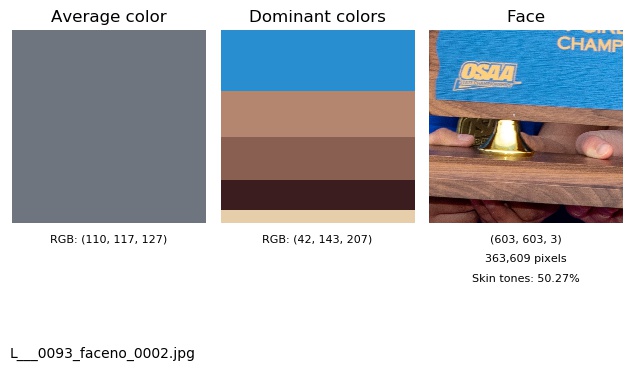 Average color
Dominant colors
Face
CHAMP
OSAA
RGB: (110, 117, 127)
RGB: (42, 143, 207)
(603, 603, 3)
363,609 pixels
Skin tones: 50.27%
L___0093_faceno_0002.jpg